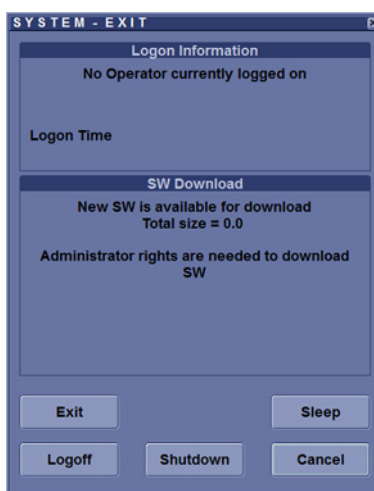 SYSTEM - EXIT
Logon Information
No Operator currently logged on
Logon Time
SW Download
New SW is available for download
Total size = 0.0
Administrator rights are needed to download
SW
Exit
Sleep
Logoff
Shutdown
Cancel